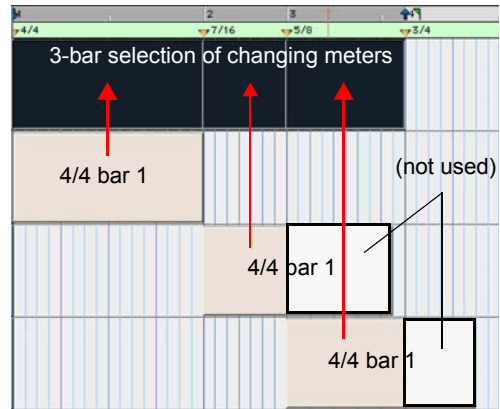 2 3
4/4 7/16 5/8 3/4
3-bar selection of changing meters
4/4 bar 1
(not used)
4/4 bar 1
4/4 bar 1